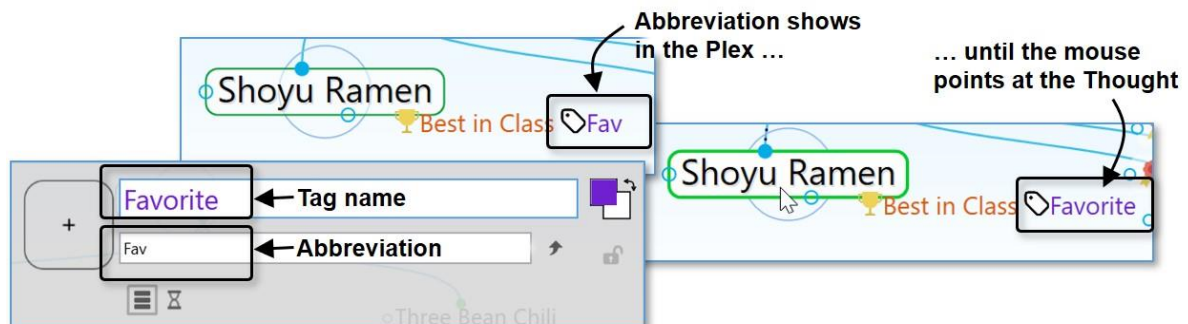 Abbreviation shows
in the Plex ...
... until the mouse
points at the Thought
Shoyu Ramen
Best in Class Fav
Shoyu Ramen
Best in Class Favorite
+
Favorite
Tag name
Fav
Abbreviation
Three Bean Chili